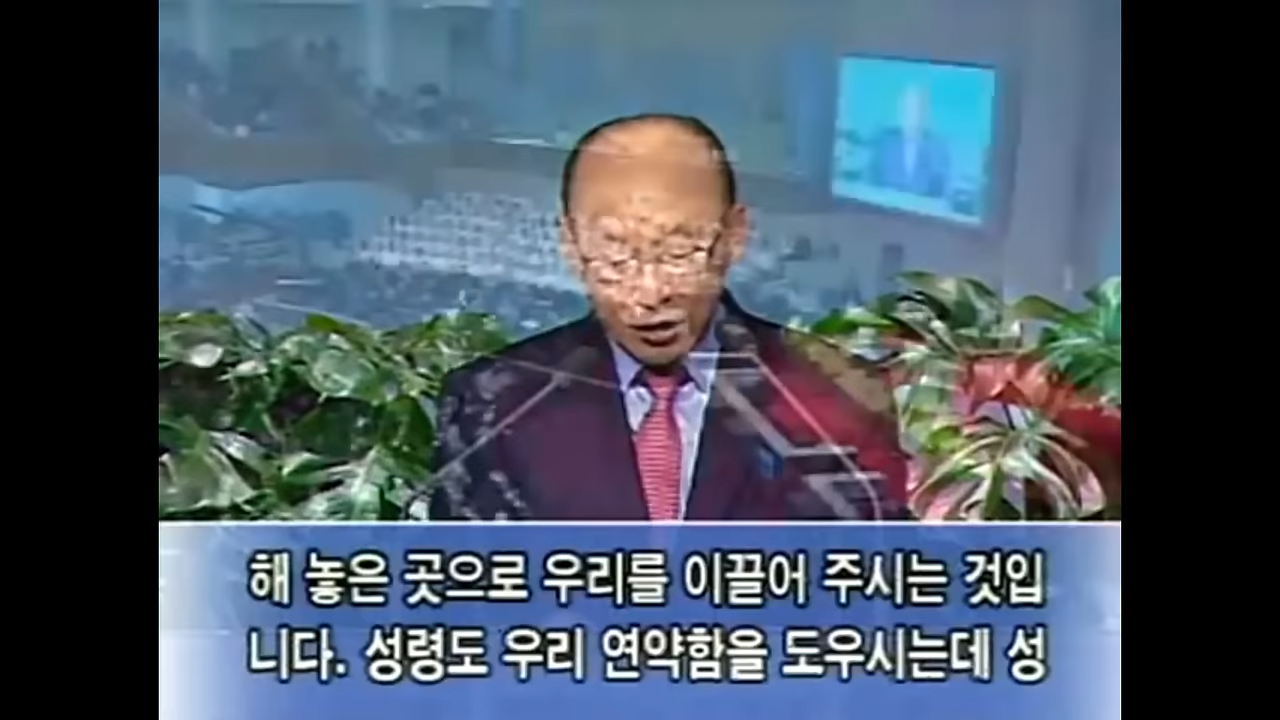 해 놓은 곳으로 우리를 이끌어 주시는 것입
니다. 성령도 우리 연약함을 도우시는데 성